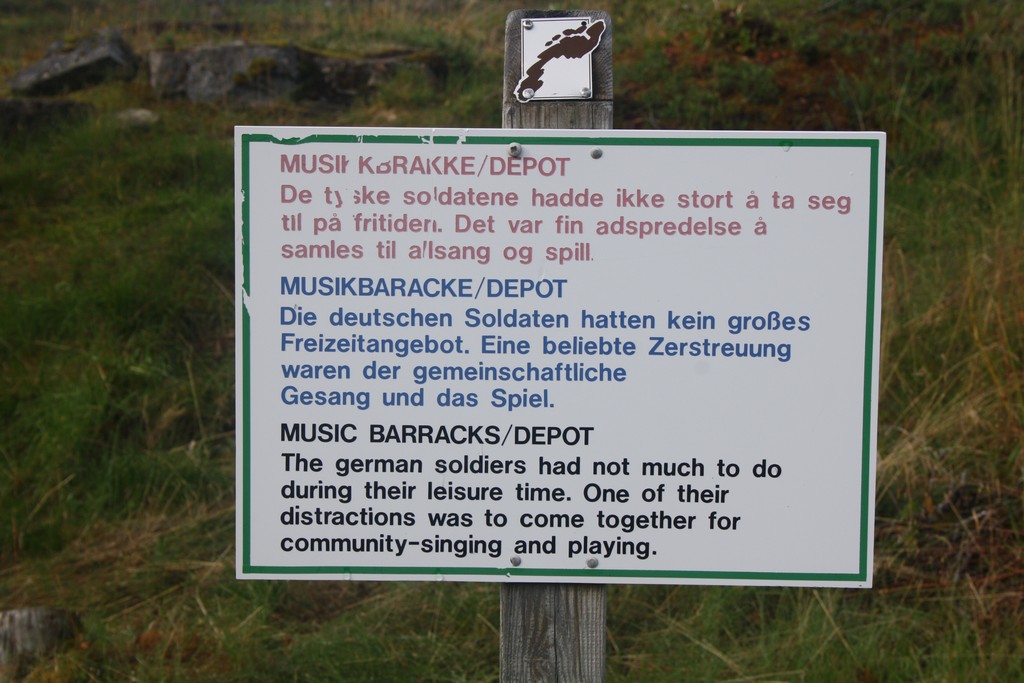 MUSIKKBRAKKE/DEPOT
De tyske soldatene hadde ikke stort å ta seg
til på fritiden. Det var fin adspredelse å
samles til allsang og spill.
MUSIKBARACKE/DEPOT
Die deutschen Soldaten hatten kein großes
Freizeitangebot. Eine beliebte Zerstreuung
waren der gemeinschaftliche
Gesang und das Spiel.
MUSIC BARRACKS/DEPOT
The german soldiers had not much to do
during their leisure time. One of their
distractions was to come together for
community-singing and playing.